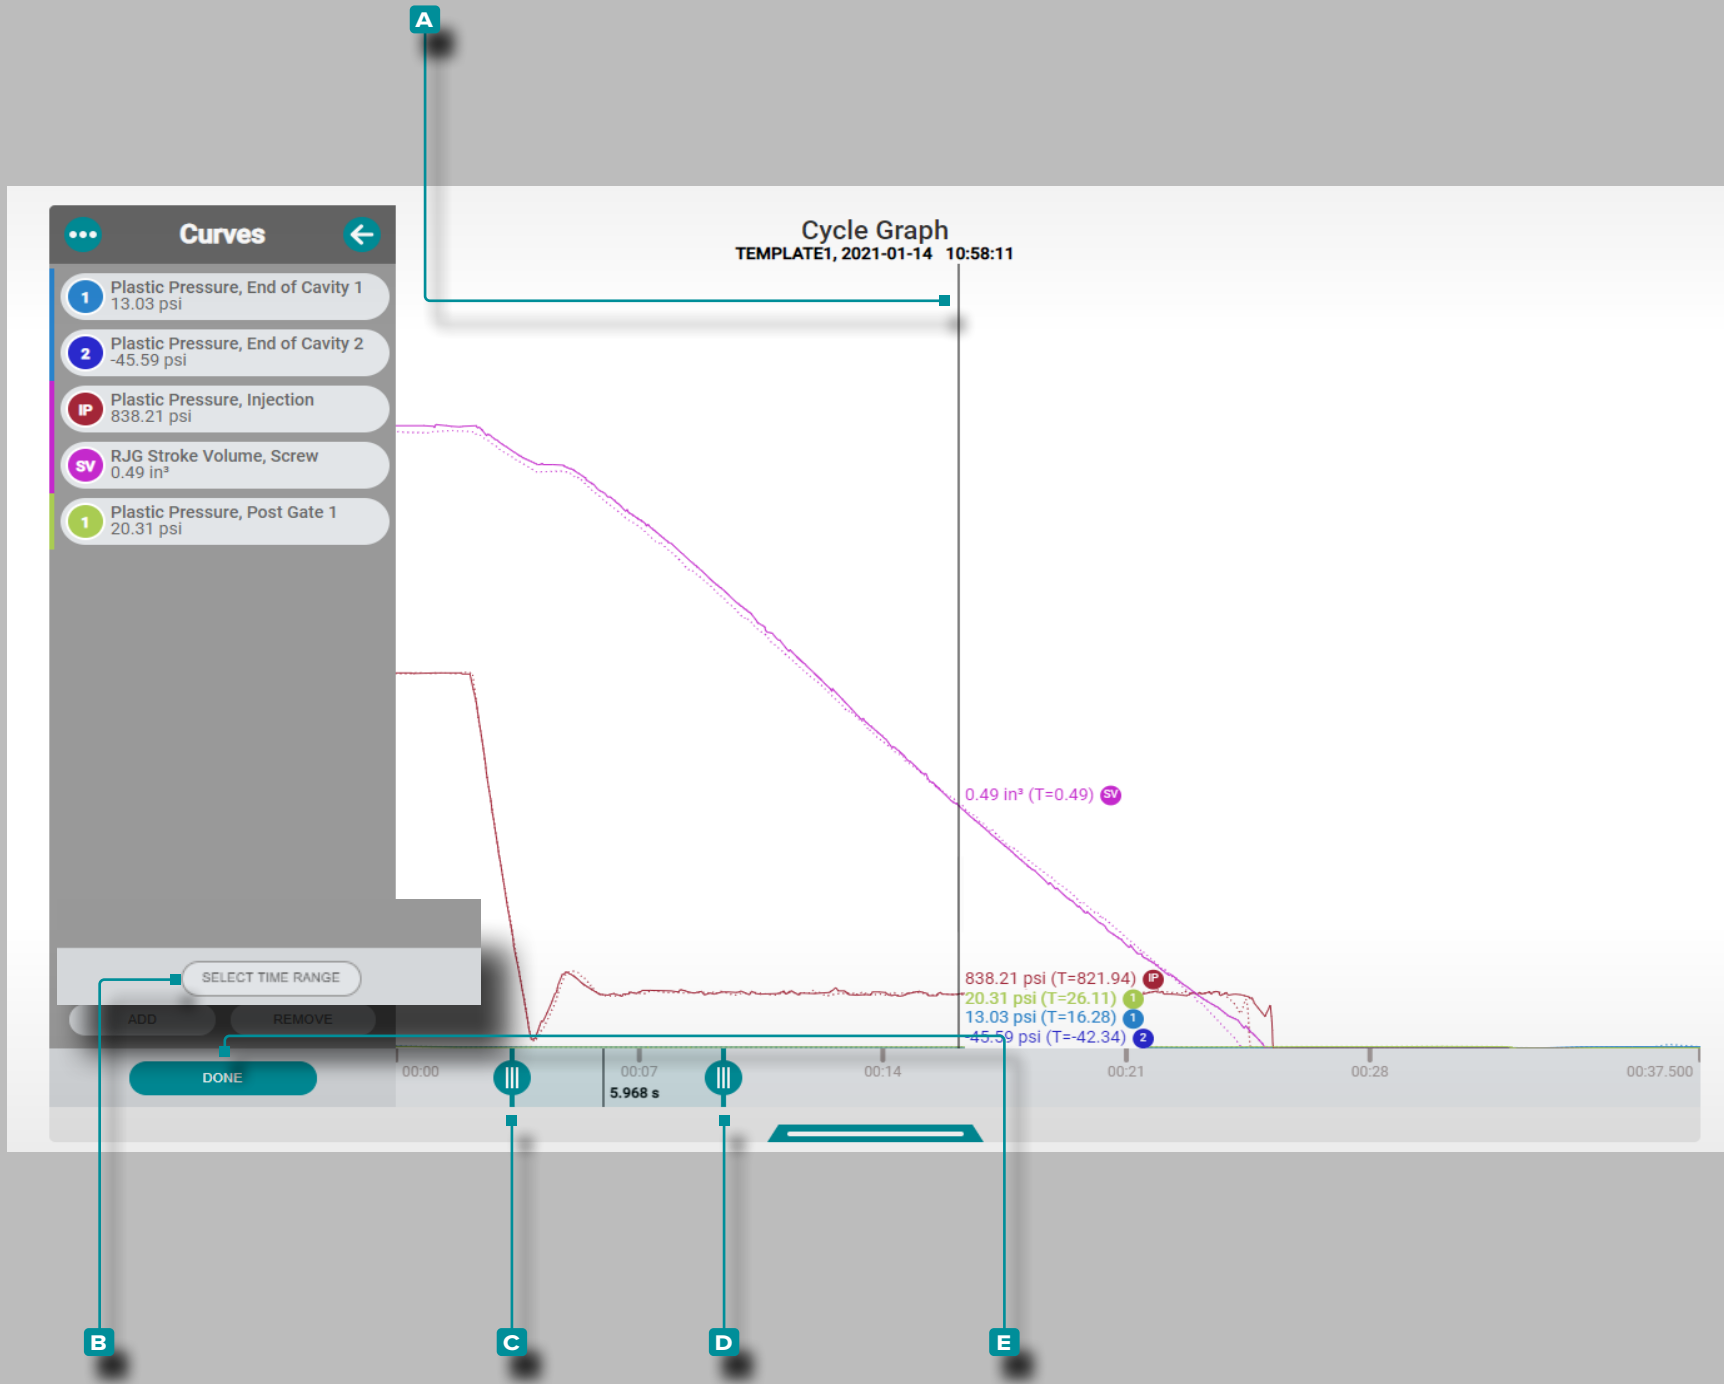 A
Curves
1
Plastic Pressure, End of Cavity 1
13.03 psi
2
Plastic Pressure, End of Cavity 2
-45.59 psi
IP
Plastic Pressure, Injection
838.21 psi
SV
RJG Stroke Volume, Screw
0.49 in³
1
Plastic Pressure, Post Gate 1
20.31 psi
SELECT TIME RANGE
ADD REMOVE
DONE
Cycle Graph
TEMPLATE1, 2021-01-14 10:58:11
0.49 in³ (T=0.49) SV
838.21 psi (T=821.94) IP
20.31 psi (T=26.11) 1
13.03 psi (T=16.28) 1
-45.59 psi (T=-42.34) 2
00:00 00:07 00:14 00:21 00:28 00:37.500
5.968 s
B C D E